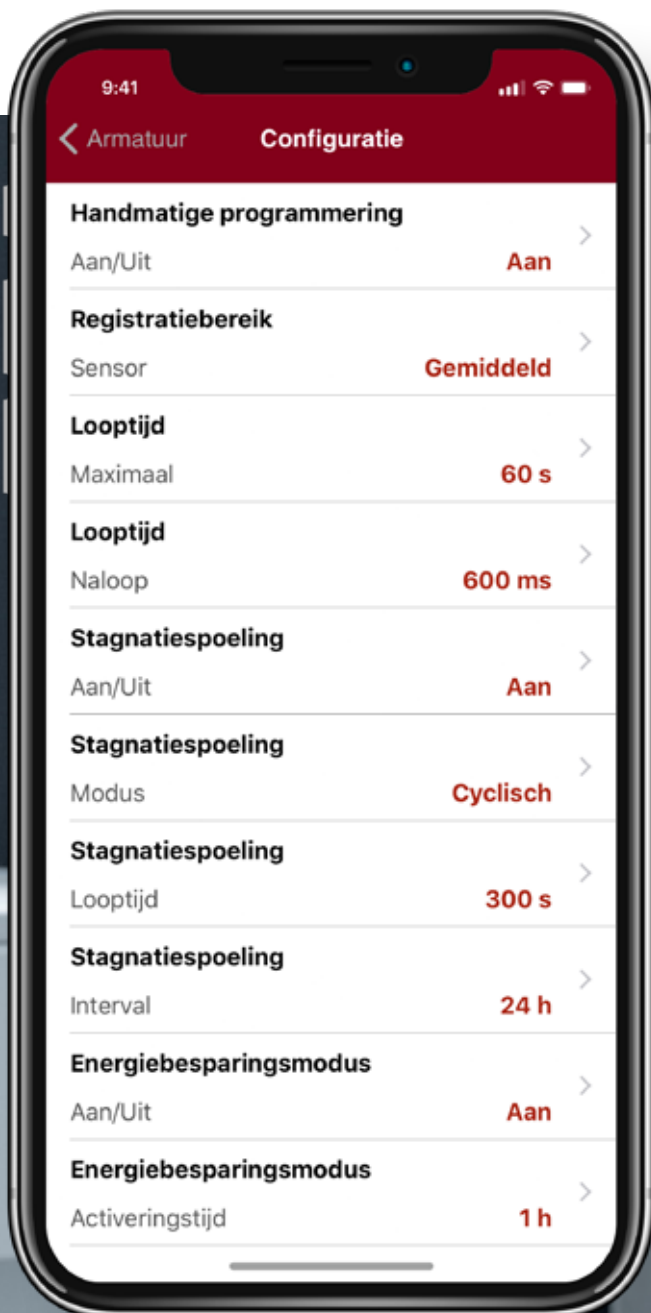 9:41
Armatuur Configuratie
Handmatige programmering
Aan/Uit Aan
Registratiebereik
Sensor Gemiddeld
Looptijd
Maximaal 60 s
Looptijd
Naloop 600 ms
Stagnatiespoeling
Aan/Uit Aan
Stagnatiespoeling
Modus Cyclisch
Stagnatiespoeling
Looptijd 300 s
Stagnatiespoeling
Interval 24 h
Energiebesparingsmodus
Aan/Uit Aan
Energiebesparingsmodus
Activeringstijd 1 h